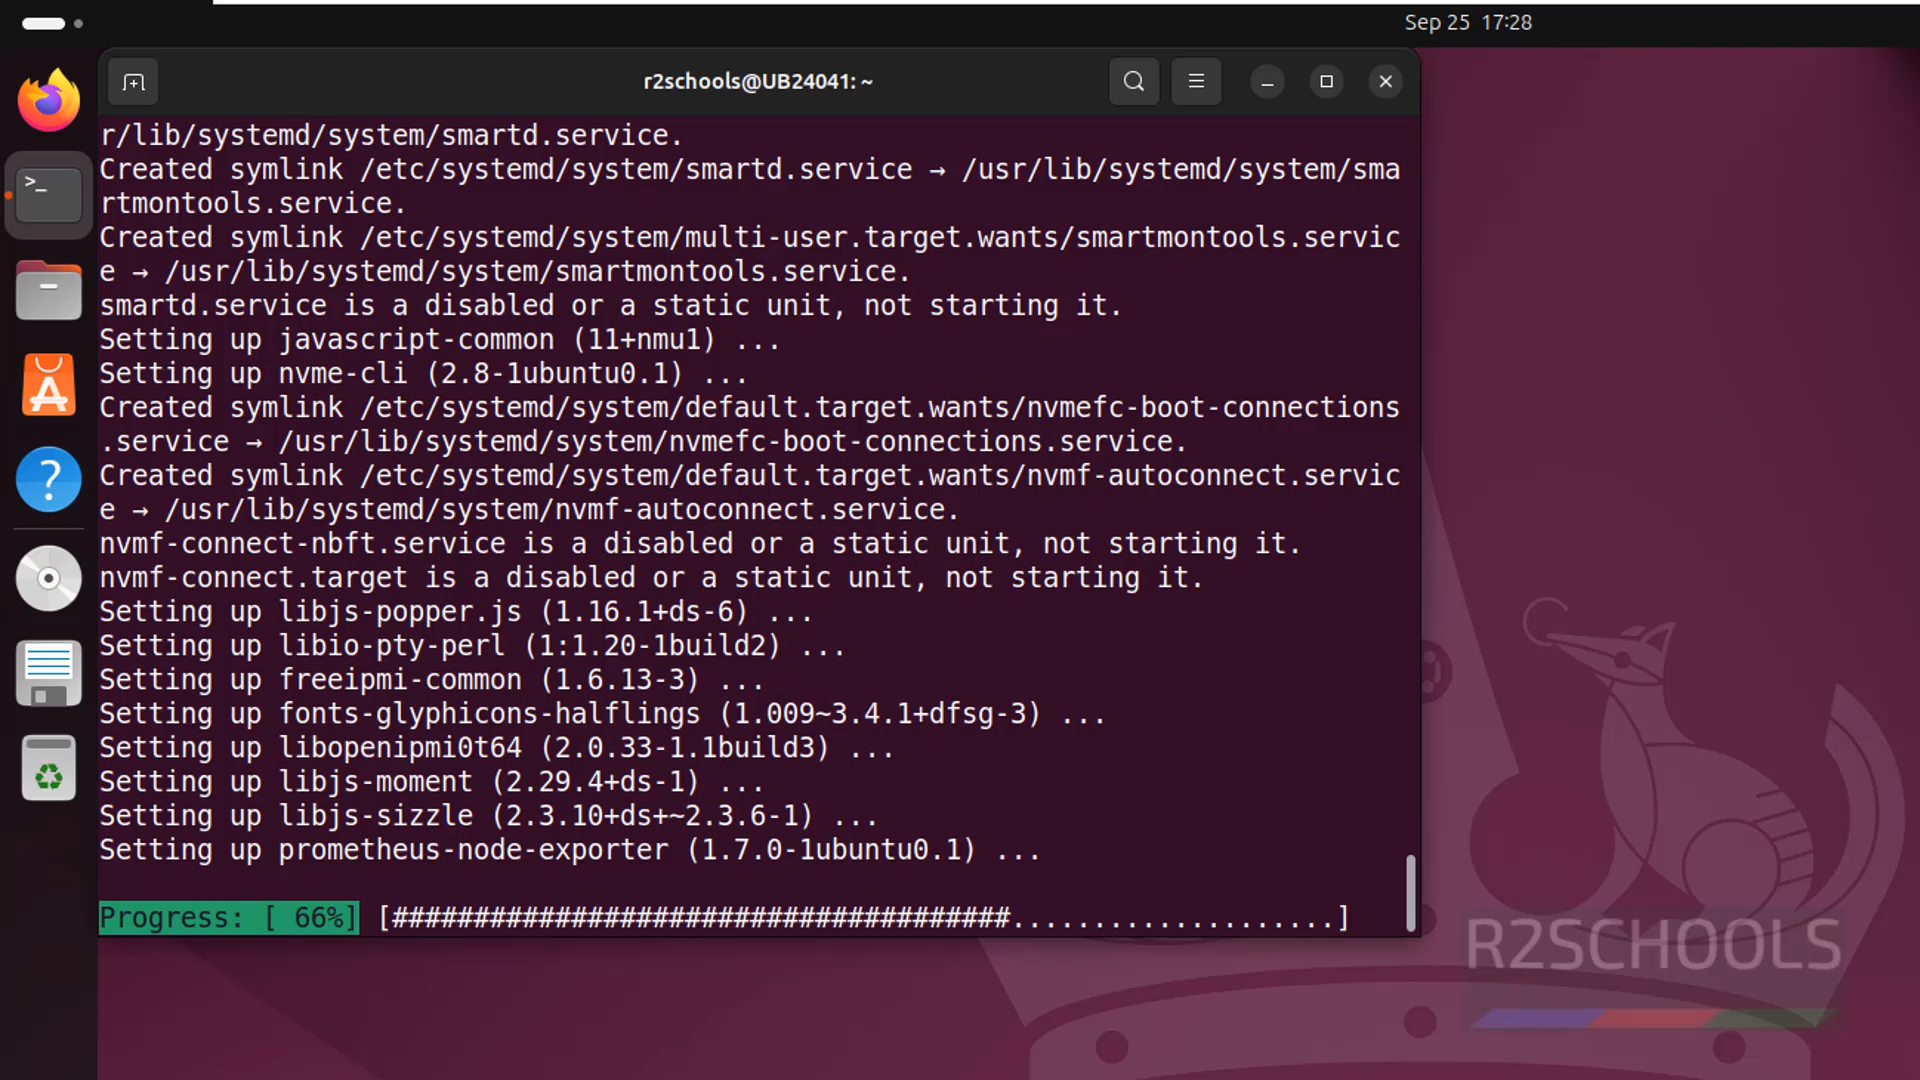 Sep 25 17:28
r2schools@UB24041: ~
r/lib/systemd/system/smartd.service.
Created symlink /etc/systemd/system/smartd.service → /usr/lib/systemd/system/sma
rtmontools.service.
Created symlink /etc/systemd/system/multi-user.target.wants/smartmontools.servic
e → /usr/lib/systemd/system/smartmontools.service.
smartd.service is a disabled or a static unit, not starting it.
Setting up javascript-common (11+nmu1) ...
Setting up nvme-cli (2.8-1ubuntu0.1) ...
Created symlink /etc/systemd/system/default.target.wants/nvmefc-boot-connections
.service → /usr/lib/systemd/system/nvmefc-boot-connections.service.
Created symlink /etc/systemd/system/default.target.wants/nvmf-autoconnect.servic
e → /usr/lib/systemd/system/nvmf-autoconnect.service.
nvmf-connect-nbft.service is a disabled or a static unit, not starting it.
nvmf-connect.target is a disabled or a static unit, not starting it.
Setting up libjs-popper.js (1.16.1+ds-6) ...
Setting up libio-pty-perl (1:1.20-1build2) ...
Setting up freeipmi-common (1.6.13-3) ...
Setting up fonts-glyphicons-halflings (1.009~3.4.1+dfsg-3) ...
Setting up libopenipmi0t64 (2.0.33-1.1build3) ...
Setting up libjs-moment (2.29.4+ds-1) ...
Setting up libjs-sizzle (2.3.10+ds+~2.3.6-1) ...
Setting up prometheus-node-exporter (1.7.0-1ubuntu0.1) ...
Progress: [ 66%] [######################################....................]
R2SCHOOLS